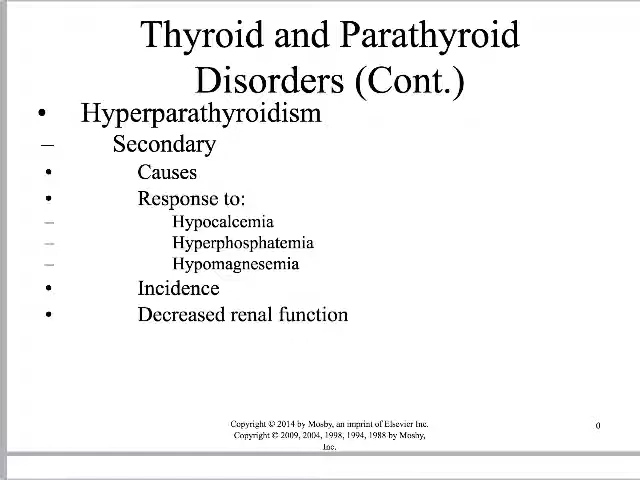 Thyroid and Parathyroid
Disorders (Cont.)
• Hyperparathyroidism
– Secondary
• Causes
• Response to:
– Hypocalcemia
– Hyperphosphatemia
– Hypomagnesemia
• Incidence
• Decreased renal function
Copyright © 2014 by Mosby, an imprint of Elsevier Inc.
Copyright © 2009, 2004, 1998, 1994, 1988 by Mosby,
Inc.
0